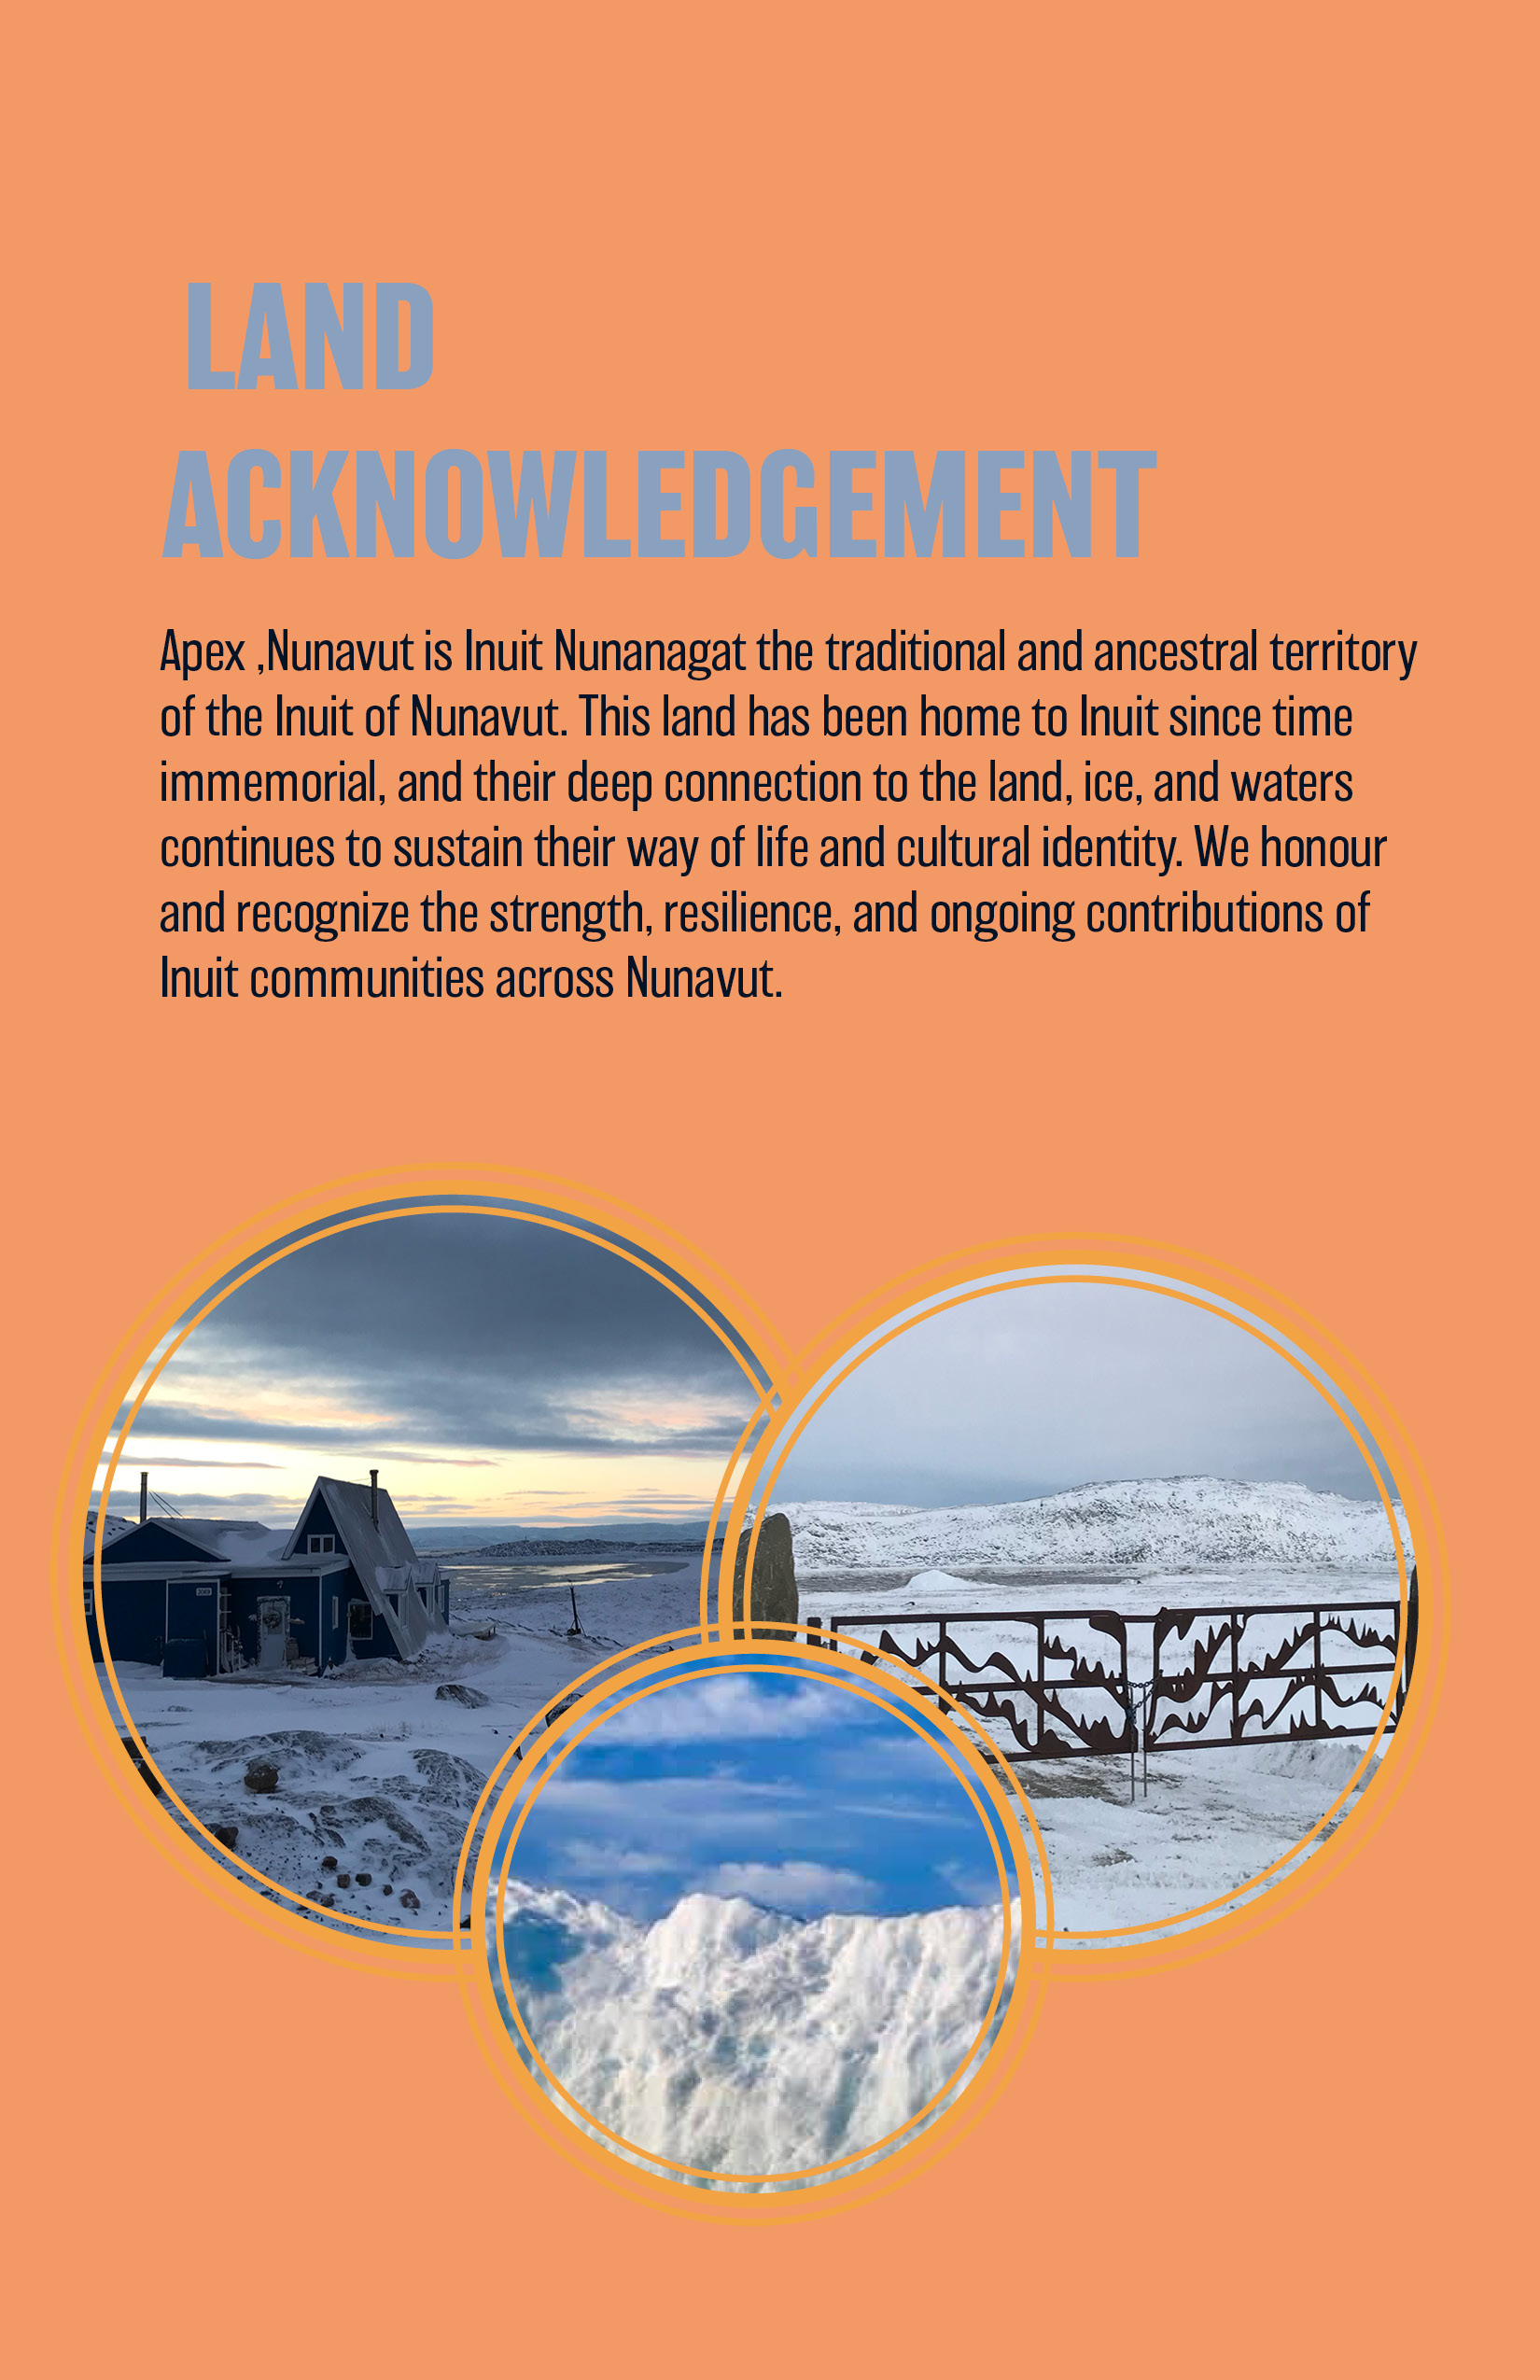 LAND
ACKNOWLEDGEMENT
Apex ,Nunavut is Inuit Nunanagat the traditional and ancestral territory
of the Inuit of Nunavut. This land has been home to Inuit since time
immemorial, and their deep connection to the land, ice, and waters
continues to sustain their way of life and cultural identity. We honour
and recognize the strength, resilience, and ongoing contributions of
Inuit communities across Nunavut.